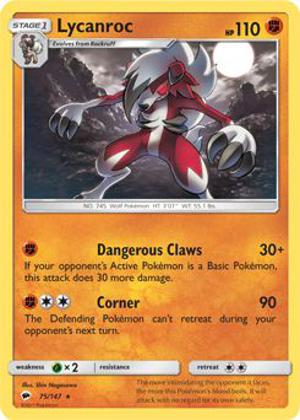 STAGE 1
Lycanroc
HP 110
Evolves from Rockruff
NO. 745 Wolf Pokémon HT 3'07" WT 55.1 lbs.
Dangerous Claws 30+
If your opponent's Active Pokémon is a Basic Pokémon,
this attack does 30 more damage.
Corner 90
The Defending Pokémon can't retreat during your
opponent's next turn.
weakness ×2 resistance retreat
Illus. Shin Nagasawa
75/147 ★
©2017 Pokémon
The more intimidating the opponent it faces,
the more this Pokémon's blood boils. It will
attack with no regard for its own safety.